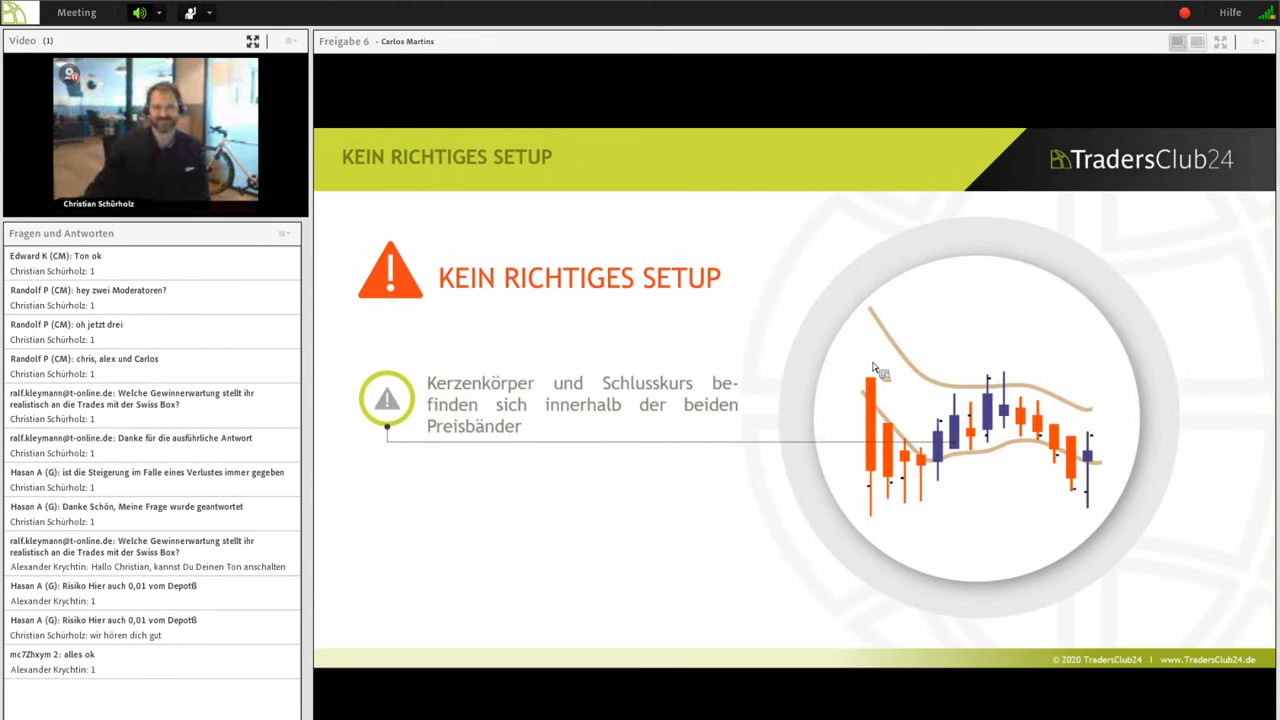 Meeting
Hilfe
Video (1)
Christian Schürholz
Fragen und Antworten
Edward K (CM): Ton ok
Christian Schürholz: 1
Randolf P (CM): hey zwei Moderatoren?
Christian Schürholz: 1
Randolf P (CM): oh jetzt drei
Christian Schürholz: 1
Randolf P (CM): chris, alex und Carlos
Christian Schürholz: 1
ralf.kleymann@t-online.de: Welche Gewinnerwartung stellt ihr
realistisch an die Trades mit der Swiss Box?
Christian Schürholz: 1
ralf.kleymann@t-online.de: Danke für die ausführliche Antwort
Christian Schürholz: 1
Hasan A (G): ist die Steigerung im Falle eines Verlustes immer gegeben
Christian Schürholz: 1
Hasan A (G): Danke Schön, Meine Frage wurde geantwortet
Christian Schürholz: 1
ralf.kleymann@t-online.de: Welche Gewinnerwartung stellt ihr
realistisch an die Trades mit der Swiss Box?
Alexander Krychtin: Hallo Christian, kannst Du Deinen Ton anschalten
Hasan A (G): Risiko Hier auch 0,01 vom Depotß
Alexander Krychtin: 1
Hasan A (G): Risiko Hier auch 0,01 vom Depotß
Christian Schürholz: wir hören dich gut
mc7Zhxym 2: alles ok
Alexander Krychtin: 1
Freigabe 6 - Carlos Martins
KEIN RICHTIGES SETUP
TradersClub24
KEIN RICHTIGES SETUP
Kerzenkörper und Schlusskurs be-
finden sich innerhalb der beiden
Preisbänder
© 2020 TradersClub24 I www.TradersClub24.de